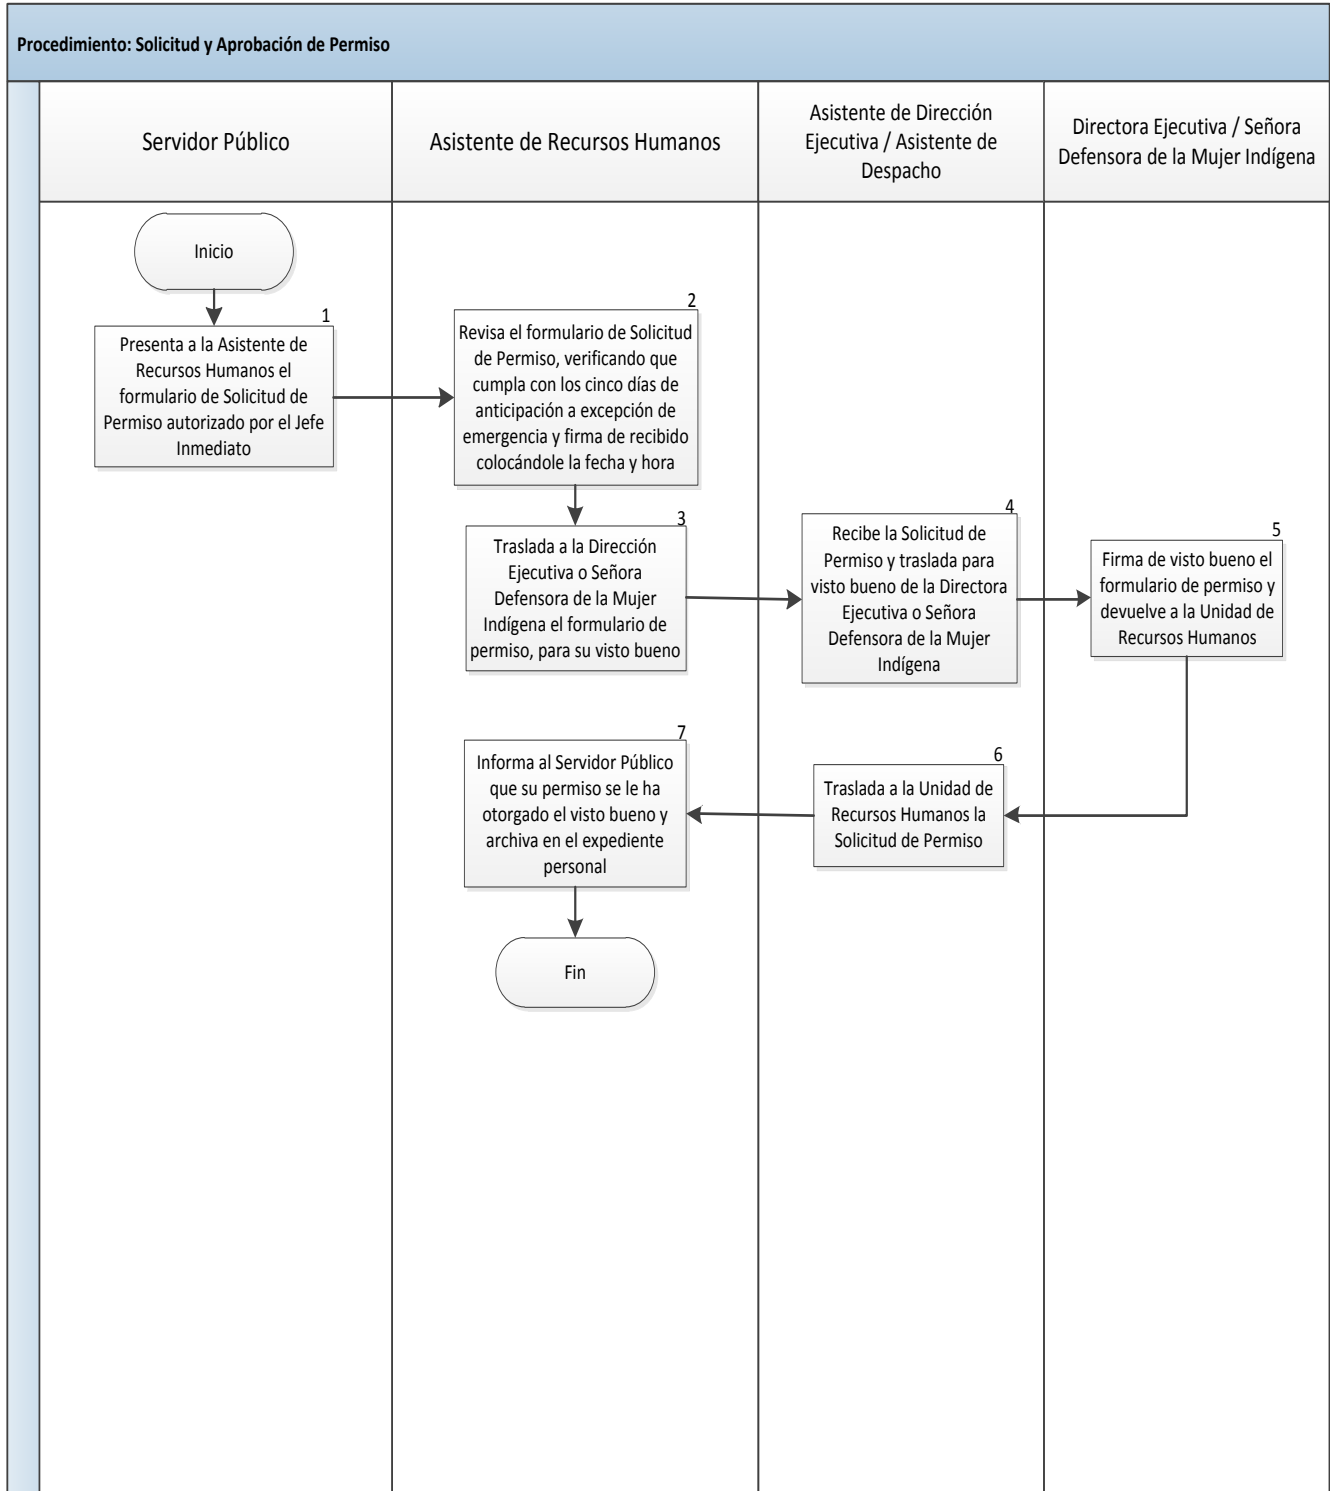 Procedimiento: Solicitud y Aprobación de Permiso
Servidor Público
Asistente de Recursos Humanos
Asistente de Dirección
Ejecutiva / Asistente de
Despacho
Directora Ejecutiva / Señora
Defensora de la Mujer Indígena
Inicio
1
Presenta a la Asistente de
Recursos Humanos el
formulario de Solicitud de
Permiso autorizado por el Jefe
Inmediato
2
Revisa el formulario de Solicitud
de Permiso, verificando que
cumpla con los cinco días de
anticipación a excepción de
emergencia y firma de recibido
colocándole la fecha y hora
3
Traslada a la Dirección
Ejecutiva o Señora
Defensora de la Mujer
Indígena el formulario de
permiso, para su visto bueno
4
Recibe la Solicitud de
Permiso y traslada para
visto bueno de la Directora
Ejecutiva o Señora
Defensora de la Mujer
Indígena
5
Firma de visto bueno el
formulario de permiso y
devuelve a la Unidad de
Recursos Humanos
6
Traslada a la Unidad de
Recursos Humanos la
Solicitud de Permiso
7
Informa al Servidor Público
que su permiso se le ha
otorgado el visto bueno y
archiva en el expediente
personal
Fin